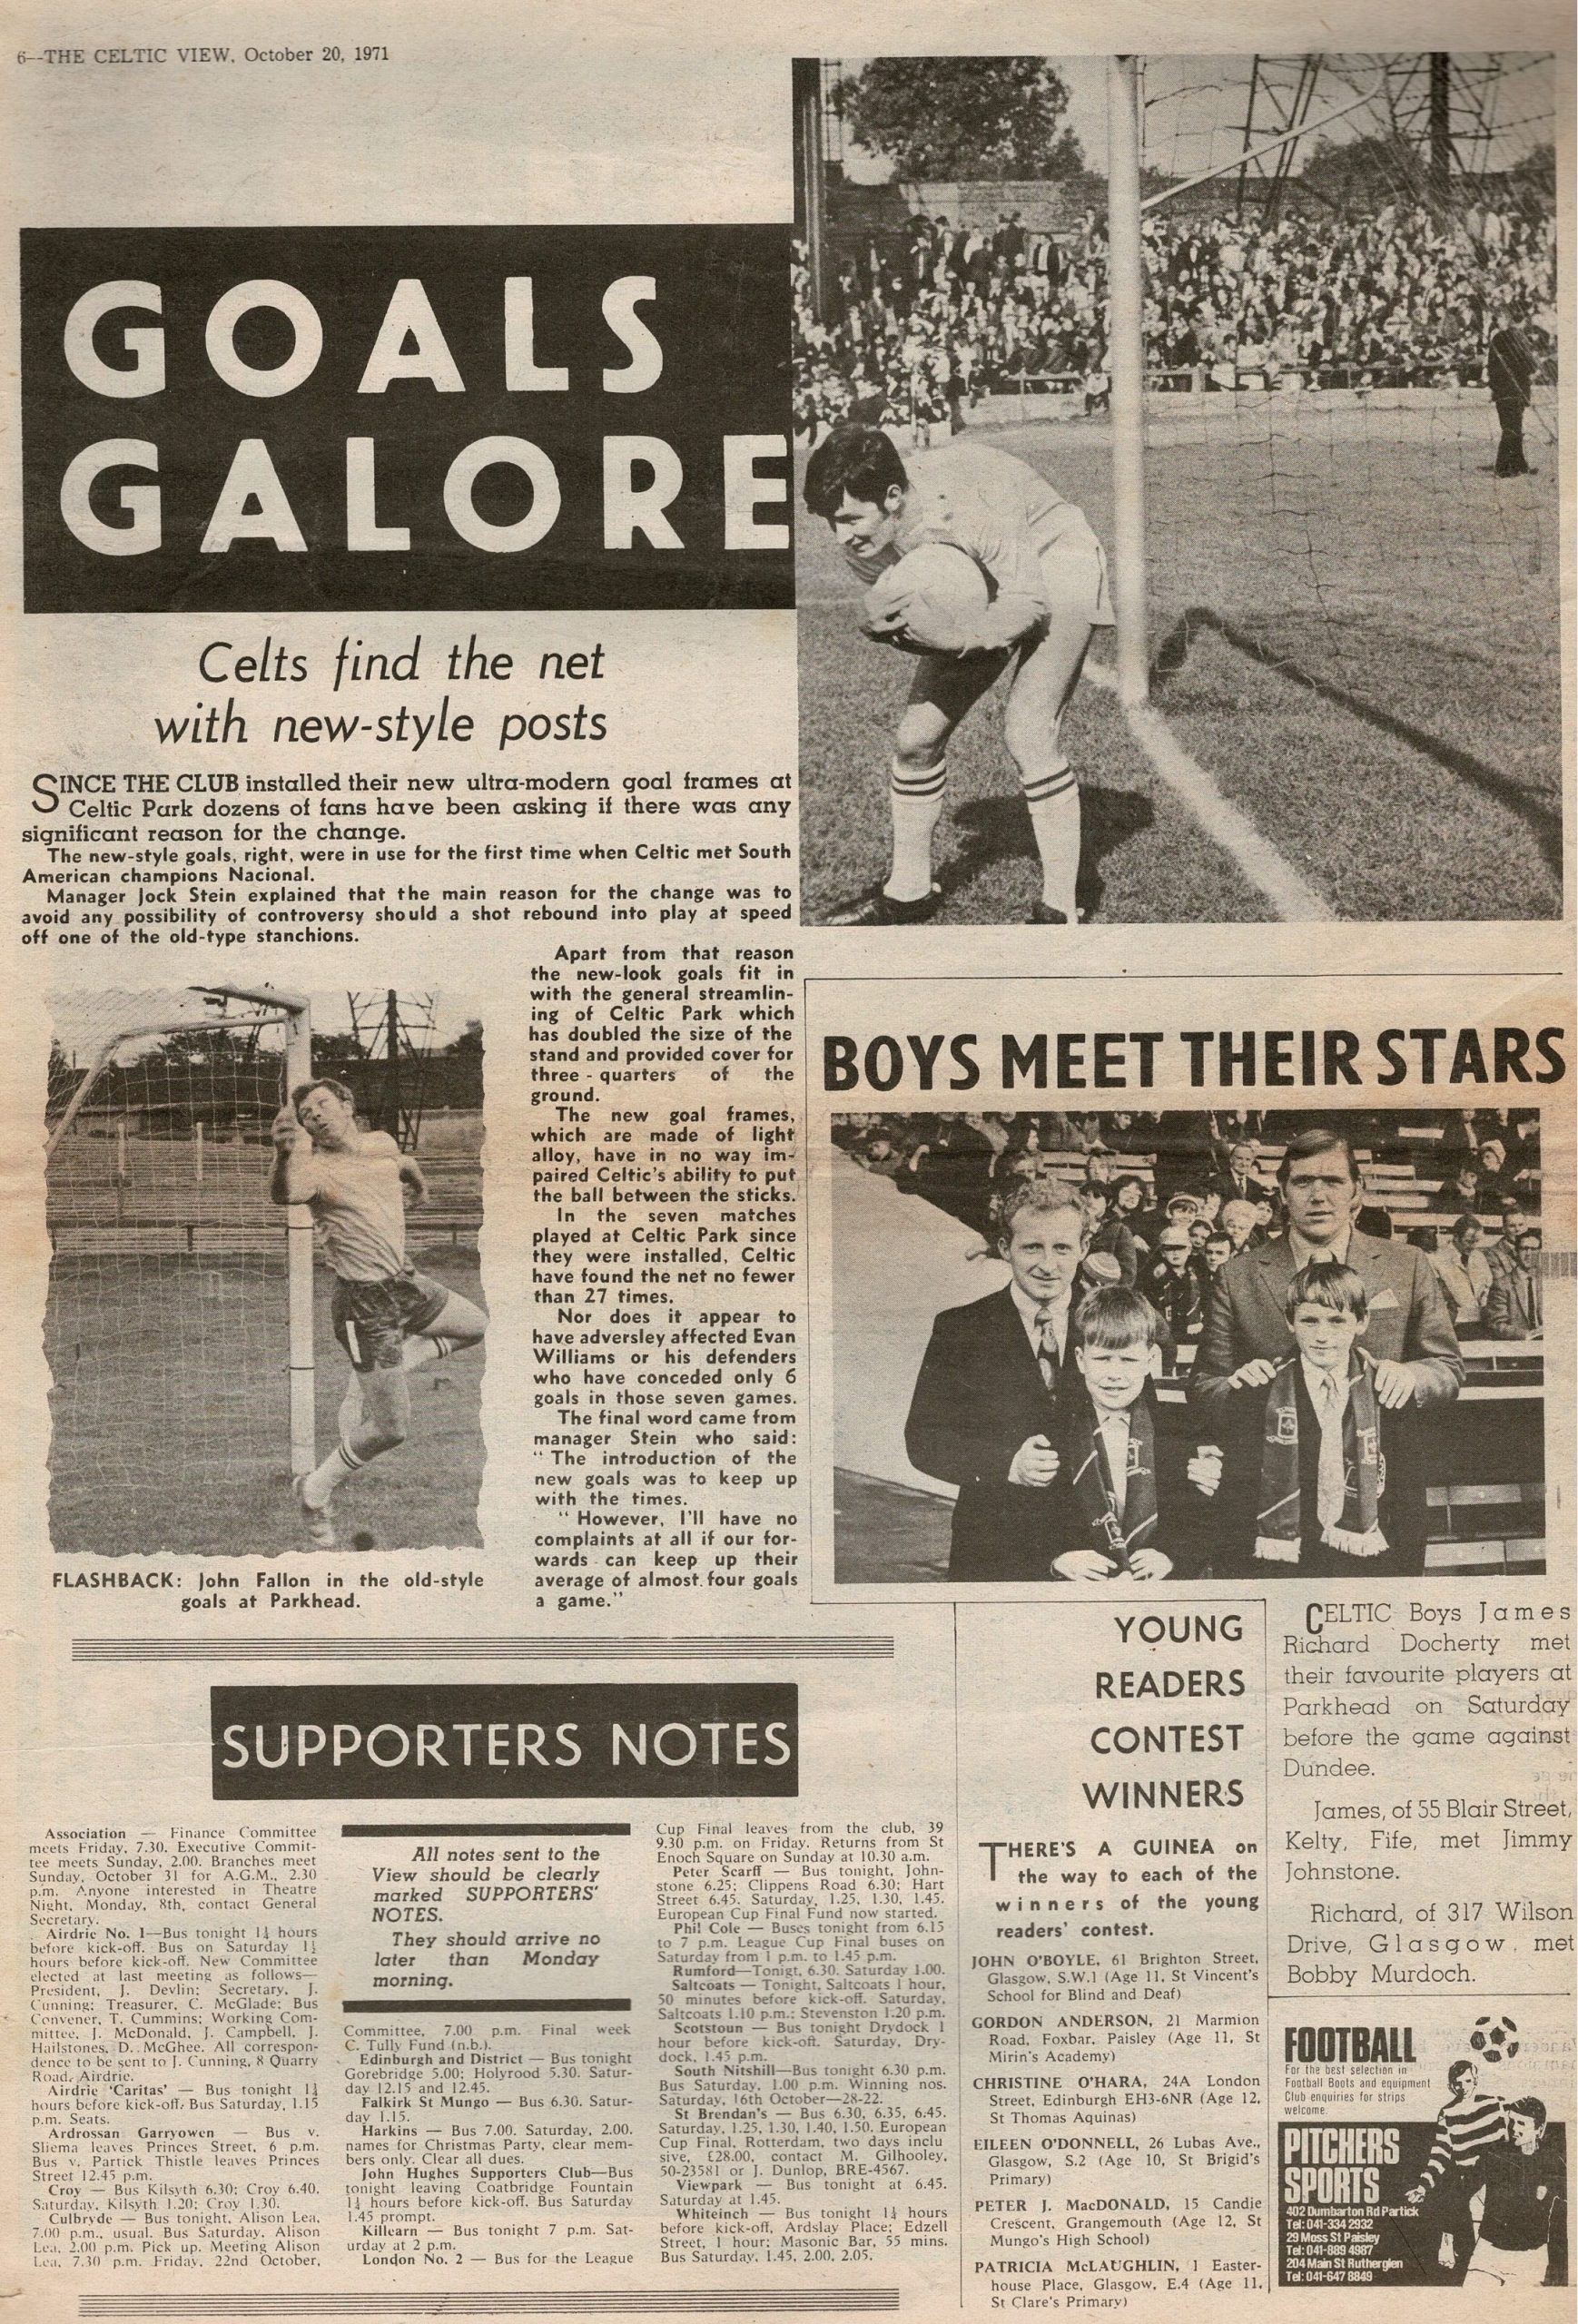 6--THE CELTIC VIEW, October 20, 1971
GOALS
GALORE
Celts find the net
with new-style posts
SINCE THE CLUB installed their new ultra-modern goal frames at
Celtic Park dozens of fans have been asking if there was any
significant reason for the change.
The new-style goals, right, were in use for the first time when Celtic met South
American champions Nacional.
Manager Jock Stein explained that the main reason for the change was to
avoid any possibility of controversy should a shot rebound into play at speed
off one of the old-type stanchions.
Apart from that reason
the new-look goals fit in
with the general streamlin-
ing of Celtic Park which
has doubled the size of the
stand and provided cover for
three - quarters of the
ground.
The new goal frames,
which are made of light
alloy, have in no way im-
paired Celtic's ability to put
the ball between the sticks.
In the seven matches
played at Celtic Park since
they were installed, Celtic
have found the net no fewer
than 27 times.
Nor does it appear to
have adversley affected Evan
Williams or his defenders
who have conceded only 6
goals in those seven games.
The final word came from
manager Stein who said:
"The introduction of the
new goals was to keep up
with the times.
"However, I'll have no
complaints at all if our for-
wards can keep up their
average of almost four goals
a game."
FLASHBACK: John Fallon in the old-style
goals at Parkhead.
BOYS MEET THEIR STARS
CELTIC Boys James
Richard Docherty met
their favourite players at
Parkhead on Saturday
before the game against
Dundee.
James, of 55 Blair Street,
Kelty, Fife, met Jimmy
Johnstone.
Richard, of 317 Wilson
Drive, Glasgow, met
Bobby Murdoch.
SUPPORTERS NOTES
Association — Finance Committee
meets Friday, 7.30. Executive Commit-
tee meets Sunday, 2.00. Branches meet
Sunday, October 31 for A.G.M., 2.30
p.m. Anyone interested in Theatre
Night, Monday, 8th, contact General
Secretary.
Airdrie No. 1—Bus tonight 1¼ hours
before kick-off. Bus on Saturday 1½
hours before kick-off. New Committee
elected at last meeting as follows—
President, J. Devlin; Secretary, J.
Cunning; Treasurer, C. McGlade; Bus
Convener, T. Cummins; Working Com-
mittee, J. McDonald, J. Campbell, J.
Hailstones, D. McGhee. All correspon-
dence to be sent to J. Cunning, 8 Quarry
Road, Airdrie.
Airdrie 'Caritas' — Bus tonight 1¼
hours before kick-off. Bus Saturday, 1.15
p.m. Seats.
Ardrossan Garryowen — Bus v.
Sliema leaves Princes Street, 6 p.m.
Bus v. Partick Thistle leaves Princes
Street 12.45 p.m.
Croy — Bus Kilsyth 6.30; Croy 6.40.
Saturday, Kilsyth 1.20; Croy 1.30.
Culbryde — Bus tonight, Alison Lea,
7.00 p.m., usual. Bus Saturday, Alison
Lea, 2.00 p.m. Pick up. Meeting Alison
Lea, 7.30 p.m. Friday, 22nd October,
All notes sent to the
View should be clearly
marked SUPPORTERS'
NOTES.
They should arrive no
later than Monday
morning.
Committee, 7.00 p.m. Final week
C. Tully Fund (n.b.).
Edinburgh and District — Bus tonight
Gorebridge 5.00; Holyrood 5.30. Satur-
day 12.15 and 12.45.
Falkirk St Mungo — Bus 6.30. Satur-
day 1.15.
Harkins — Bus 7.00. Saturday, 2.00.
names for Christmas Party, clear mem-
bers only. Clear all dues.
John Hughes Supporters Club—Bus
tonight leaving Coatbridge Fountain
1¼ hours before kick-off. Bus Saturday
1.45 prompt.
Killearn — Bus tonight 7 p.m. Sat-
urday at 2 p.m.
London No. 2 — Bus for the League
Cup Final leaves from the club, 39
9.30 p.m. on Friday. Returns from St
Enoch Square on Sunday at 10.30 a.m.
Peter Scarff — Bus tonight, John-
stone 6.25; Clippens Road 6.30; Hart
Street 6.45. Saturday, 1.25, 1.30, 1.45.
European Cup Final Fund now started.
Phil Cole — Buses tonight from 6.15
to 7 p.m. League Cup Final buses on
Saturday from 1 p.m. to 1.45 p.m.
Rumford—Tonigt, 6.30. Saturday 1.00.
Saltcoats — Tonight, Saltcoats 1 hour,
50 minutes before kick-off. Saturday,
Saltcoats 1.10 p.m.; Stevenston 1.20 p.m.
Scotstoun — Bus tonight Drydock 1
hour before kick-off. Saturday, Dry-
dock, 1.45 p.m.
South Nitshill—Bus tonight 6.30 p.m.
Bus Saturday, 1.00 p.m. Winning nos.
Saturday, 16th October—28-22.
St Brendan's — Bus 6.30, 6.35, 6.45.
Saturday, 1.25, 1.30, 1.40, 1.50. European
Cup Final, Rotterdam, two days inclu
sive, £28.00, contact M. Gilhooley,
50-23581 or J. Dunlop, BRE-4567.
Viewpark — Bus tonight at 6.45.
Saturday at 1.45.
Whiteinch — Bus tonight 1¼ hours
before kick-off, Ardslay Place; Edzell
Street, 1 hour; Masonic Bar, 55 mins.
Bus Saturday, 1.45, 2.00, 2.05.
YOUNG
READERS
CONTEST
WINNERS
THERE'S A GUINEA on
the way to each of the
winners of the young
readers' contest.
JOHN O'BOYLE, 61 Brighton Street,
Glasgow, S.W.1 (Age 11, St Vincent's
School for Blind and Deaf)
GORDON ANDERSON, 21 Marmion
Road, Foxbar, Paisley (Age 11, St
Mirin's Academy)
CHRISTINE O'HARA, 24A London
Street, Edinburgh EH3-6NR (Age 12,
St Thomas Aquinas)
EILEEN O'DONNELL, 26 Lubas Ave.,
Glasgow, S.2 (Age 10, St Brigid's
Primary)
PETER J. MacDONALD, 15 Candie
Crescent, Grangemouth (Age 12, St
Mungo's High School)
PATRICIA McLAUGHLIN, 1 Easter-
house Place, Glasgow, E.4 (Age 11,
St Clare's Primary)
FOOTBALL
For the best selection in
Football Boots and equipment
Club enquiries for strips
welcome.
PITCHERS
SPORTS
402 Dumbarton Rd Partick
Tel: 041-334 2932
29 Moss St Paisley
Tel: 041-889 4987
204 Main St Rutherglen
Tel: 041-647 8849